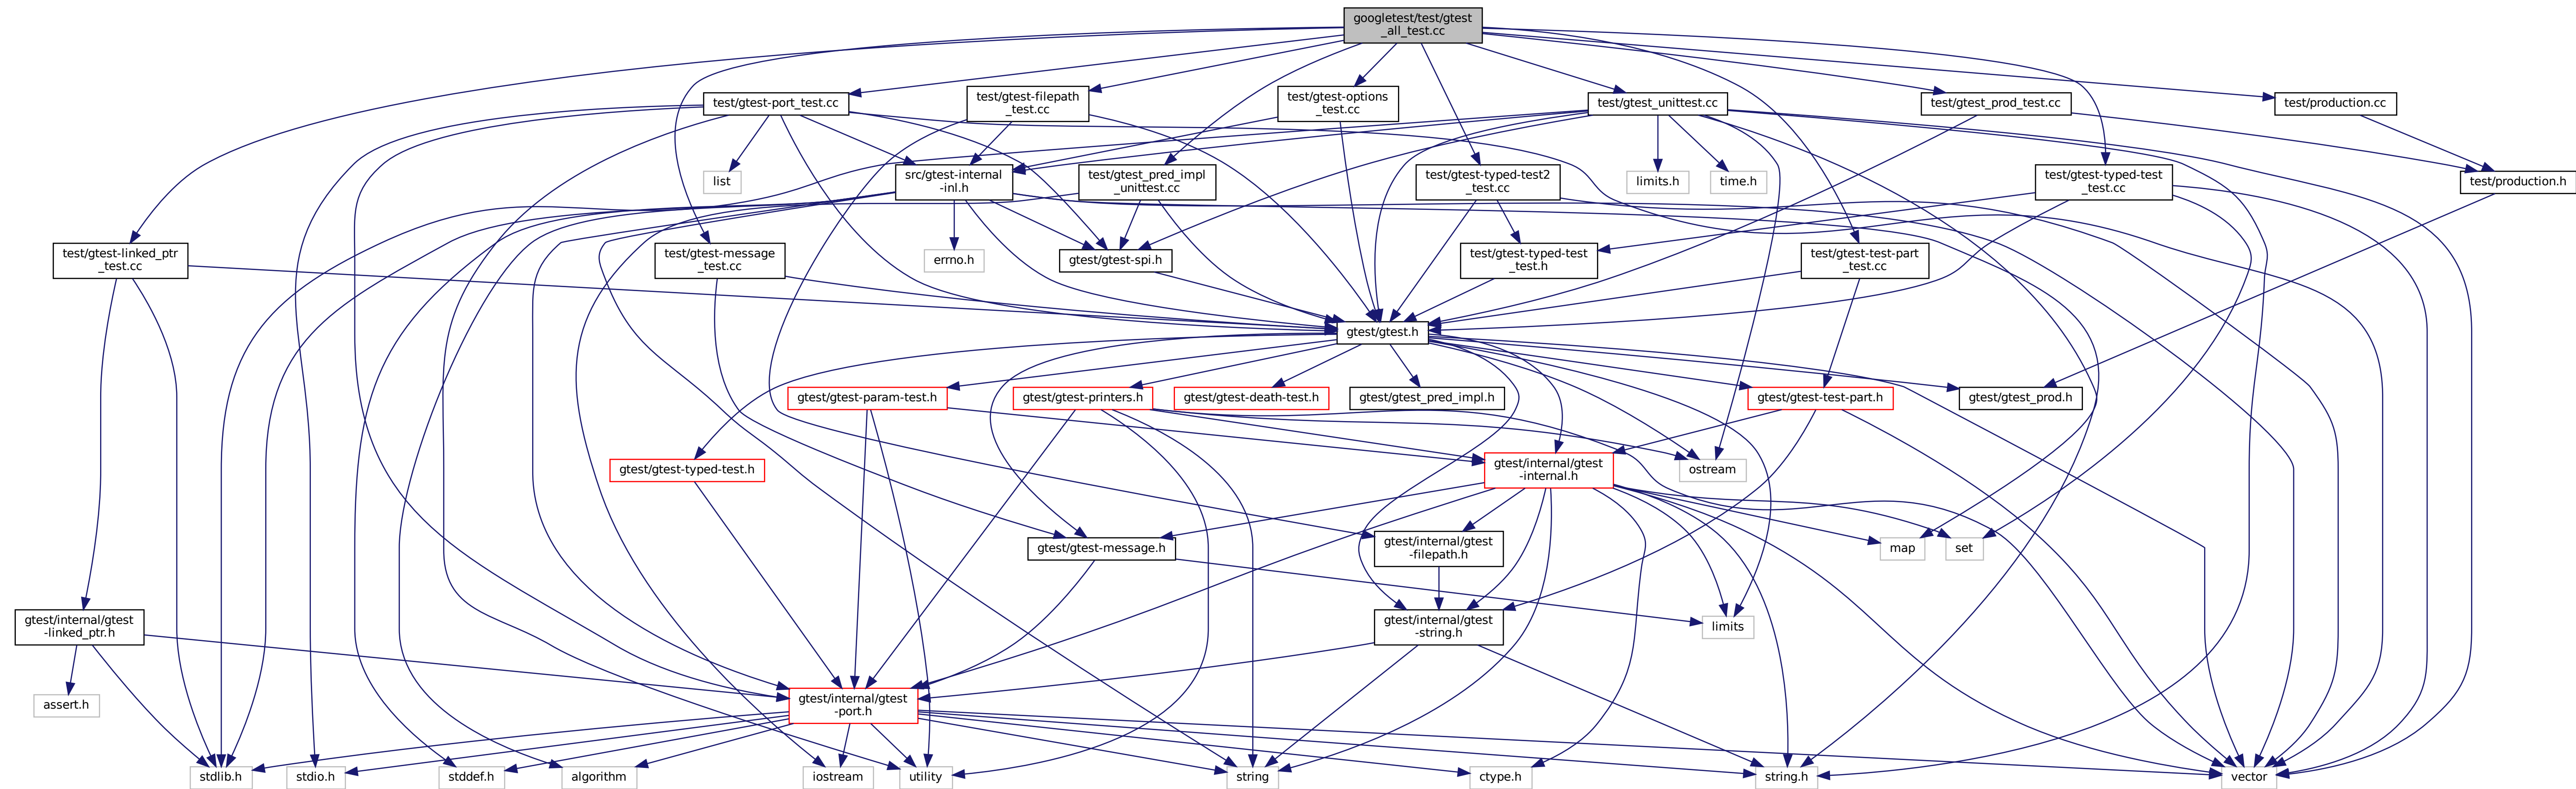 googletest/test/gtest
_all_test.cc
test/gtest-port_test.cc
test/gtest-filepath
_test.cc
test/gtest-options
_test.cc
test/gtest_unittest.cc
test/gtest_prod_test.cc
test/production.cc
list
src/gtest-internal
-inl.h
test/gtest_pred_impl
_unittest.cc
test/gtest-typed-test2
_test.cc
limits.h
time.h
test/gtest-typed-test
_test.cc
test/production.h
test/gtest-linked_ptr
_test.cc
test/gtest-message
_test.cc
errno.h
gtest/gtest-spi.h
test/gtest-typed-test
_test.h
test/gtest-test-part
_test.cc
gtest/gtest.h
gtest/gtest-param-test.h
gtest/gtest-printers.h
gtest/gtest-death-test.h
gtest/gtest_pred_impl.h
gtest/gtest-test-part.h
gtest/gtest_prod.h
gtest/gtest-typed-test.h
gtest/internal/gtest
-internal.h
ostream
gtest/gtest-message.h
gtest/internal/gtest
-filepath.h
map
set
gtest/internal/gtest
-linked_ptr.h
gtest/internal/gtest
-string.h
limits
assert.h
gtest/internal/gtest
-port.h
stdlib.h
stdio.h
stddef.h
algorithm
iostream
utility
string
ctype.h
string.h
vector